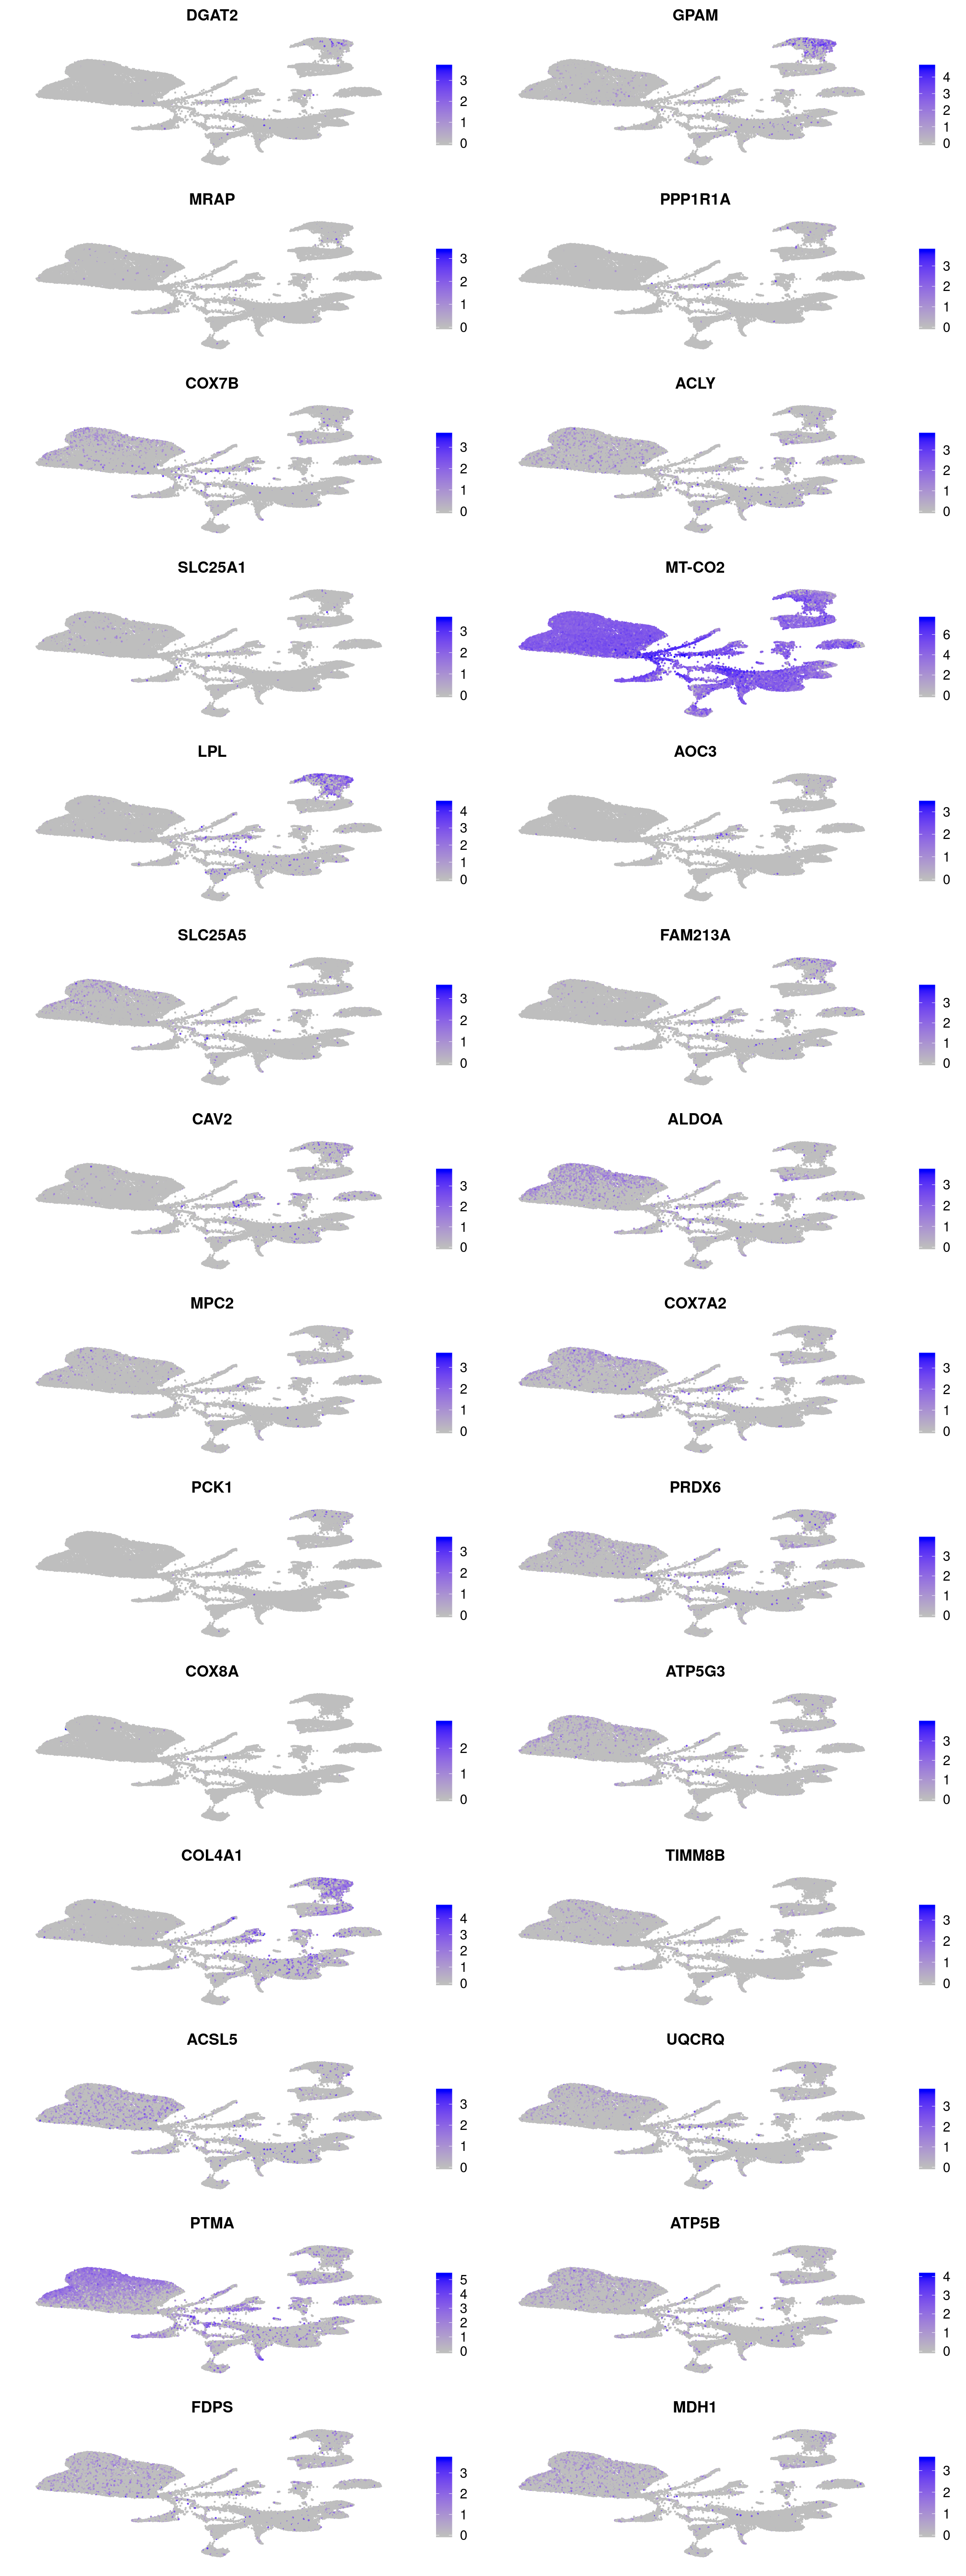 DGAT2 GPAM
3 2 1 0 4 3 2 1 0
MRAP PPP1R1A
3 2 1 0 3 2 1 0
COX7B ACLY
3 2 1 0 3 2 1 0
SLC25A1 MT-CO2
3 2 1 0 6 4 2 0
LPL AOC3
4 3 2 1 0 3 2 1 0
SLC25A5 FAM213A
3 2 1 0 3 2 1 0
CAV2 ALDOA
3 2 1 0 3 2 1 0
MPC2 COX7A2
3 2 1 0 3 2 1 0
PCK1 PRDX6
3 2 1 0 3 2 1 0
COX8A ATP5G3
2 1 0 3 2 1 0
COL4A1 TIMM8B
4 3 2 1 0 3 2 1 0
ACSL5 UQCRQ
3 2 1 0 3 2 1 0
PTMA ATP5B
5 4 3 2 1 0 4 3 2 1 0
FDPS MDH1
3 2 1 0 3 2 1 0